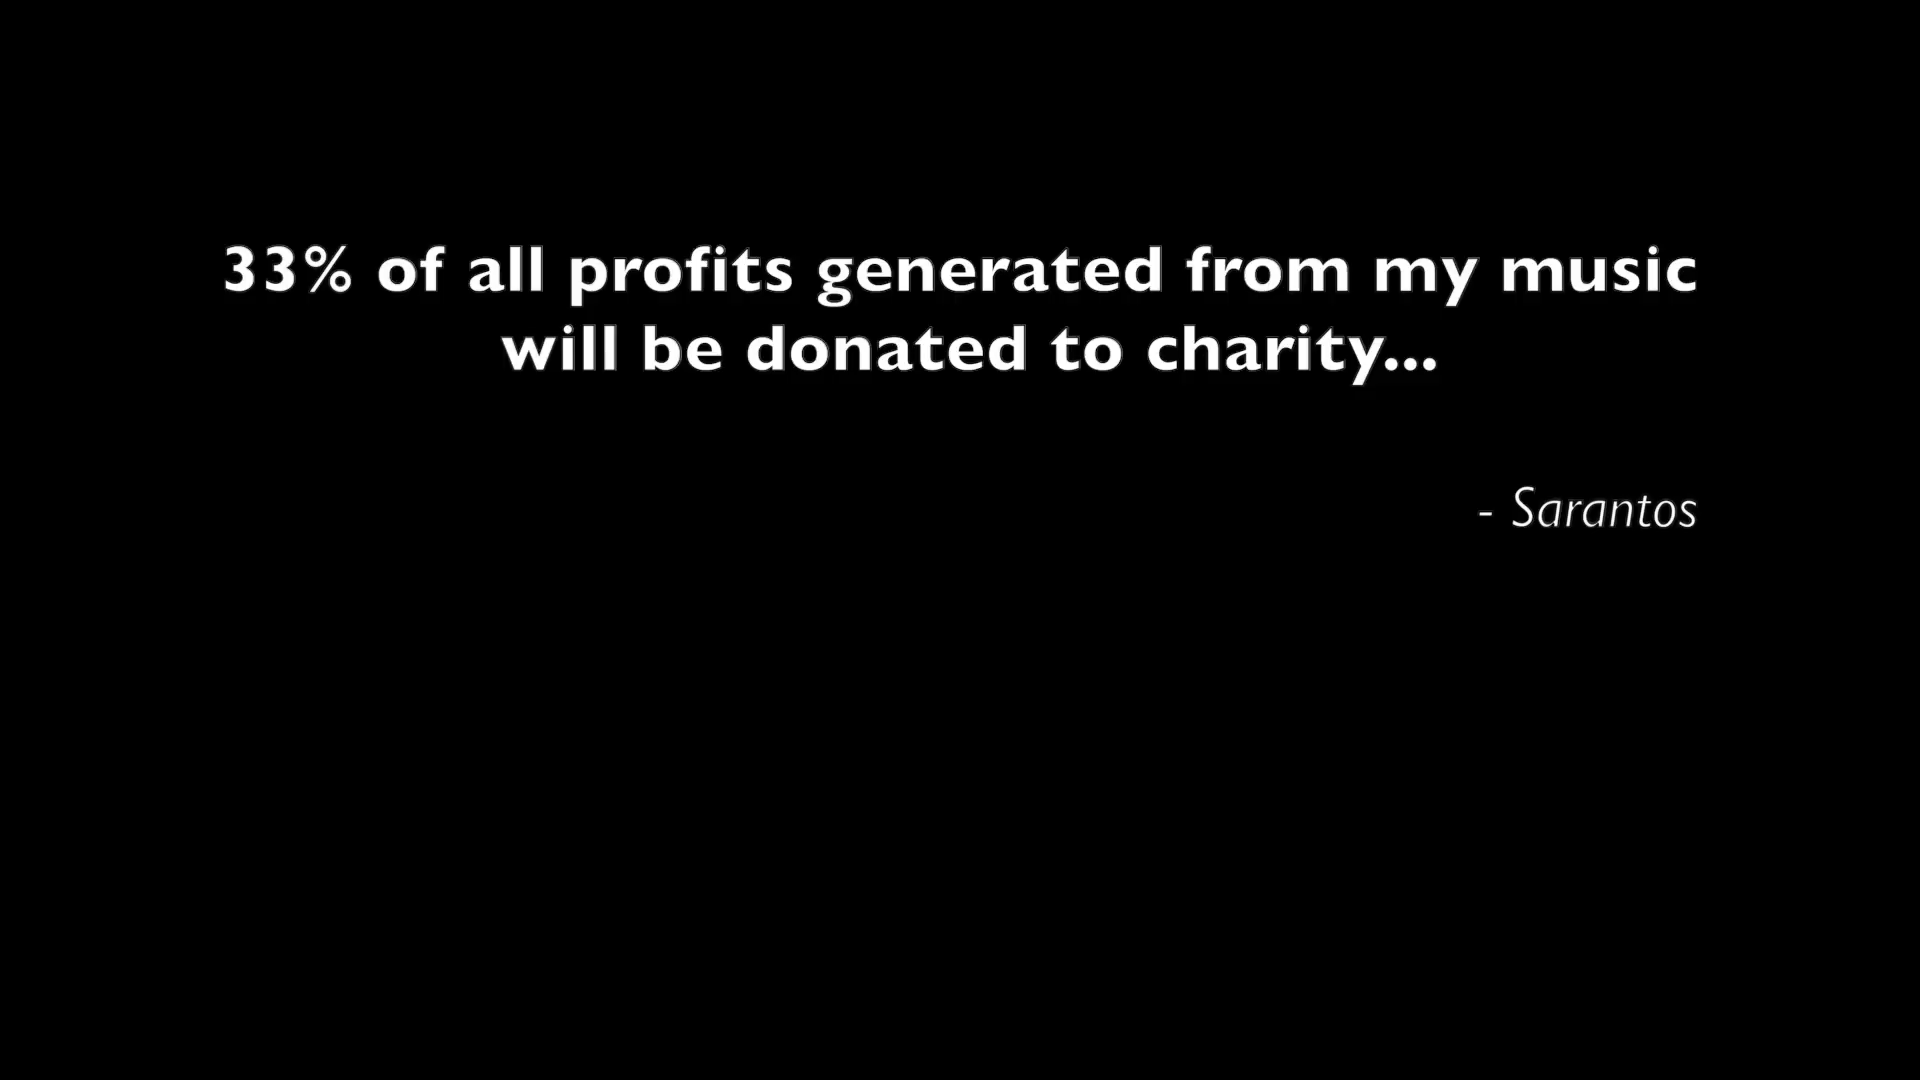 33% of all profits generated from my music
will be donated to charity...
- Sarantos